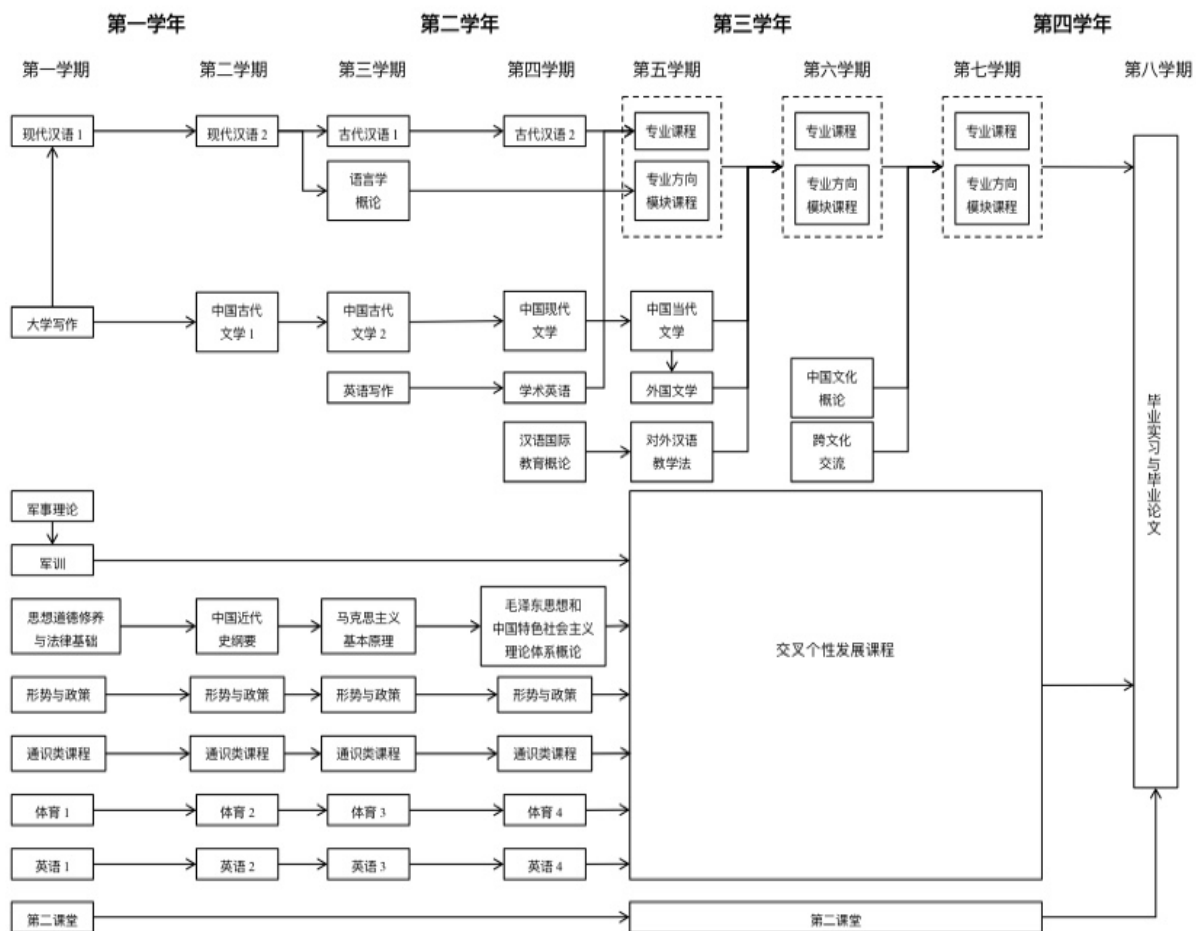 第一学年
第二学年
第三学年
第四学年
第一学期
第二学期
第三学期
第四学期
第五学期
第六学期
第七学期
第八学期
现代汉语 1
现代汉语 2
古代汉语 1
古代汉语 2
专业课程
专业课程
专业课程
语言学
概论
专业方向
模块课程
专业方向
模块课程
专业方向
模块课程
大学写作
中国古代
文学 1
中国古代
文学 2
中国现代
文学
中国当代
文学
英语写作
学术英语
外国文学
中国文化
概论
汉语国际
教育概论
对外汉语
教学法
跨文化
交流
毕业实习与毕业论文
军事理论
军训
思想道德修养
与法律基础
中国近代
史纲要
马克思主义
基本原理
毛泽东思想和
中国特色社会主义
理论体系概论
交叉个性发展课程
形势与政策
形势与政策
形势与政策
形势与政策
通识类课程
通识类课程
通识类课程
通识类课程
体育 1
体育 2
体育 3
体育 4
英语 1
英语 2
英语 3
英语 4
第二课堂
第二课堂